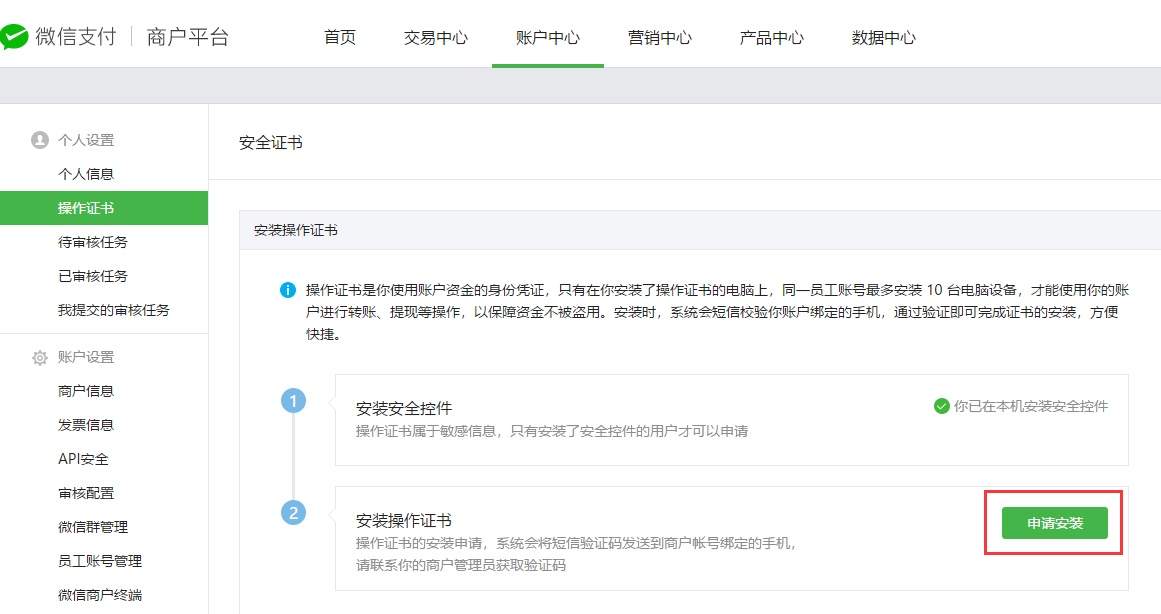 微信支付 商户平台
首页 交易中心 账户中心 营销中心 产品中心 数据中心
个人设置
个人信息
操作证书
待审核任务
已审核任务
我提交的审核任务
账户设置
商户信息
发票信息
API安全
审核配置
微信群管理
员工账号管理
微信商户终端
安全证书
安装操作证书
操作证书是你使用账户资金的身份凭证，只有在你安装了操作证书的电脑上，同一员工账号最多安装 10 台电脑设备，才能使用你的账
户进行转账、提现等操作，以保障资金不被盗用。安装时，系统会短信校验你账户绑定的手机，通过验证即可完成证书的安装，方便
快捷。
1
安装安全控件
你已在本机安装安全控件
操作证书属于敏感信息，只有安装了安全控件的用户才可以申请
2
安装操作证书
申请安装
操作证书的安装申请，系统会将短信验证码发送到商户帐号绑定的手机，
请联系你的商户管理员获取验证码